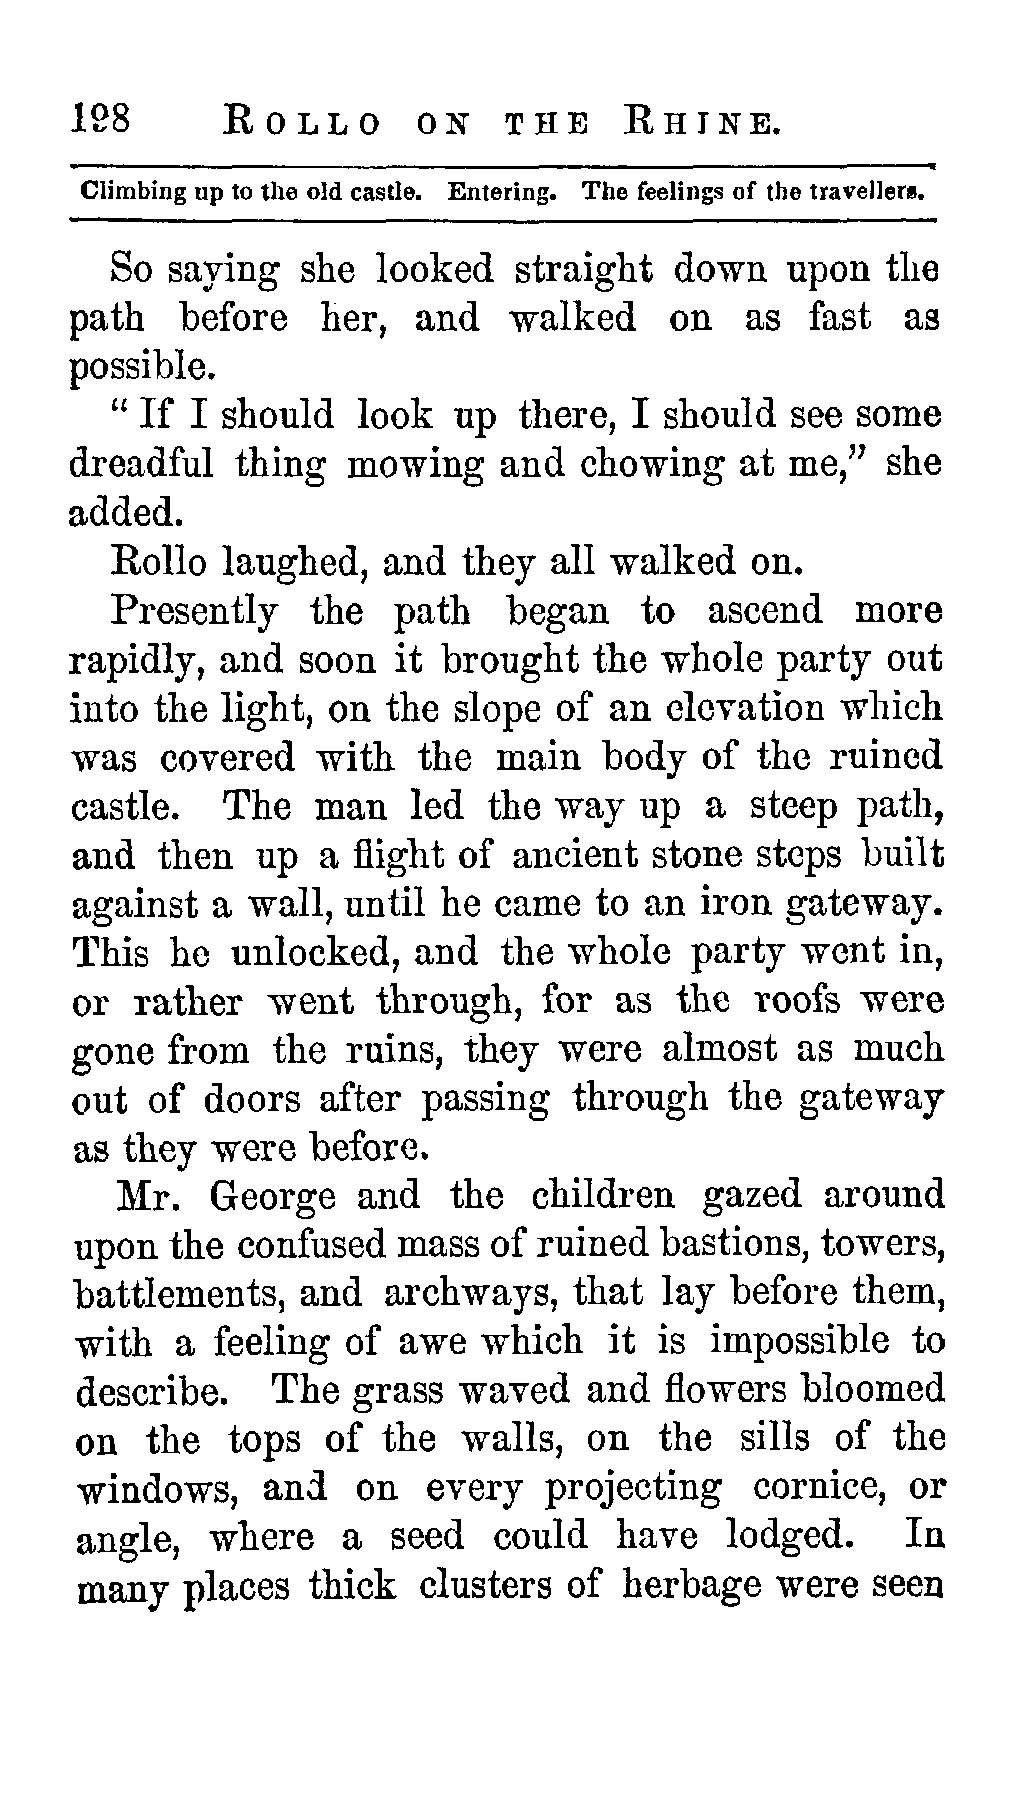 198 ROLLO ON THE RHINE.
Climbing up to the old castle. Entering. The feelings of the travellers.
So saying she looked straight down upon the
path before her, and walked on as fast as
possible.
“ If I should look up there, I should see some
dreadful thing mowing and chowing at me,” she
added.
Rollo laughed, and they all walked on.
Presently the path began to ascend more
rapidly, and soon it brought the whole party out
into the light, on the slope of an elevation which
was covered with the main body of the ruined
castle. The man led the way up a steep path,
and then up a flight of ancient stone steps built
against a wall, until he came to an iron gateway.
This he unlocked, and the whole party went in,
or rather went through, for as the roofs were
gone from the ruins, they were almost as much
out of doors after passing through the gateway
as they were before.
Mr. George and the children gazed around
upon the confused mass of ruined bastions, towers,
battlements, and archways, that lay before them,
with a feeling of awe which it is impossible to
describe. The grass waved and flowers bloomed
on the tops of the walls, on the sills of the
windows, and on every projecting cornice, or
angle, where a seed could have lodged. In
many places thick clusters of herbage were seen